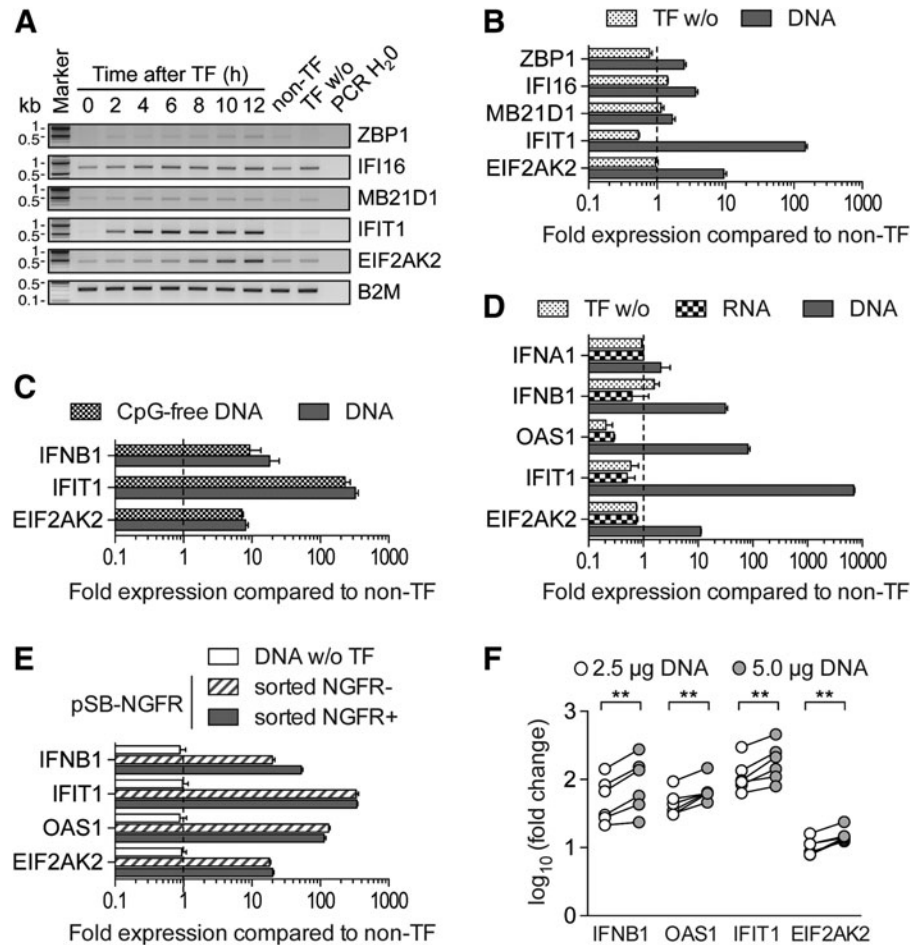 A
Marker
Time after TF (h)
non-TF
TF w/o
PCR H20
kb
0 2 4 6 8 10 12
1-
0.5-
ZBP1
1-
0.5-
IFI16
1-
0.5-
MB21D1
1-
0.5-
IFIT1
1-
0.5-
EIF2AK2
0.5-
0.1-
B2M
B
TF w/o DNA
ZBP1
IFI16
MB21D1
IFIT1
EIF2AK2
0.1 1 10 100 1000
Fold expression compared to non-TF
C
CpG-free DNA DNA
IFNB1
IFIT1
EIF2AK2
0.1 1 10 100 1000
Fold expression compared to non-TF
D
TF w/o RNA DNA
IFNA1
IFNB1
OAS1
IFIT1
EIF2AK2
0.1 1 10 100 1000 10000
Fold expression compared to non-TF
E
DNA w/o TF
pSB-NGFR
sorted NGFR-
sorted NGFR+
IFNB1
IFIT1
OAS1
EIF2AK2
0.1 1 10 100 1000
Fold expression compared to non-TF
F
2.5 µg DNA 5.0 µg DNA
** ** ** **
log10 (fold change)
3
2
1
0
IFNB1 OAS1 IFIT1 EIF2AK2